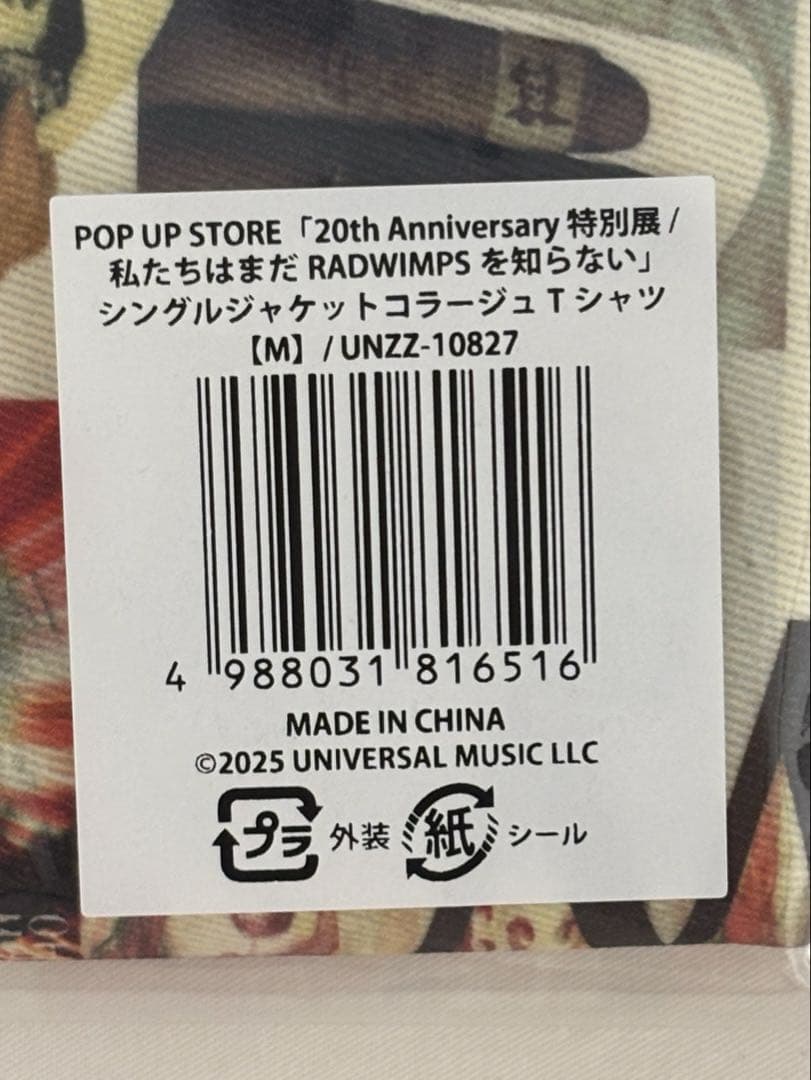 POP UP STORE「20th Anniversary 特別展 /
私たちはまだ RADWIMPS を知らない」
シングルジャケットコラージュ T シャツ
【M】 / UNZZ-10827
4 988031 816516
MADE IN CHINA
©2025 UNIVERSAL MUSIC LLC
プラ 外装 紙 シール